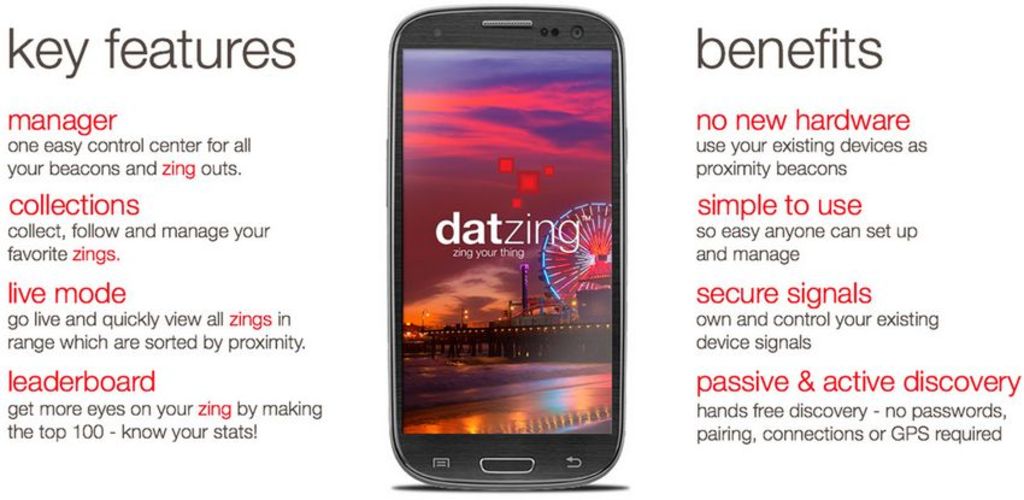 key features
manager
one easy control center for all
your beacons and zing outs.
collections
collect, follow and manage your
favorite zings.
live mode
go live and quickly view all zings in
range which are sorted by proximity.
leaderboard
get more eyes on your zing by making
the top 100 - know your stats!
datzing™
zing your thing
benefits
no new hardware
use your existing devices as
proximity beacons
simple to use
so easy anyone can set up
and manage
secure signals
own and control your existing
device signals
passive & active discovery
hands free discovery - no passwords,
pairing, connections or GPS required